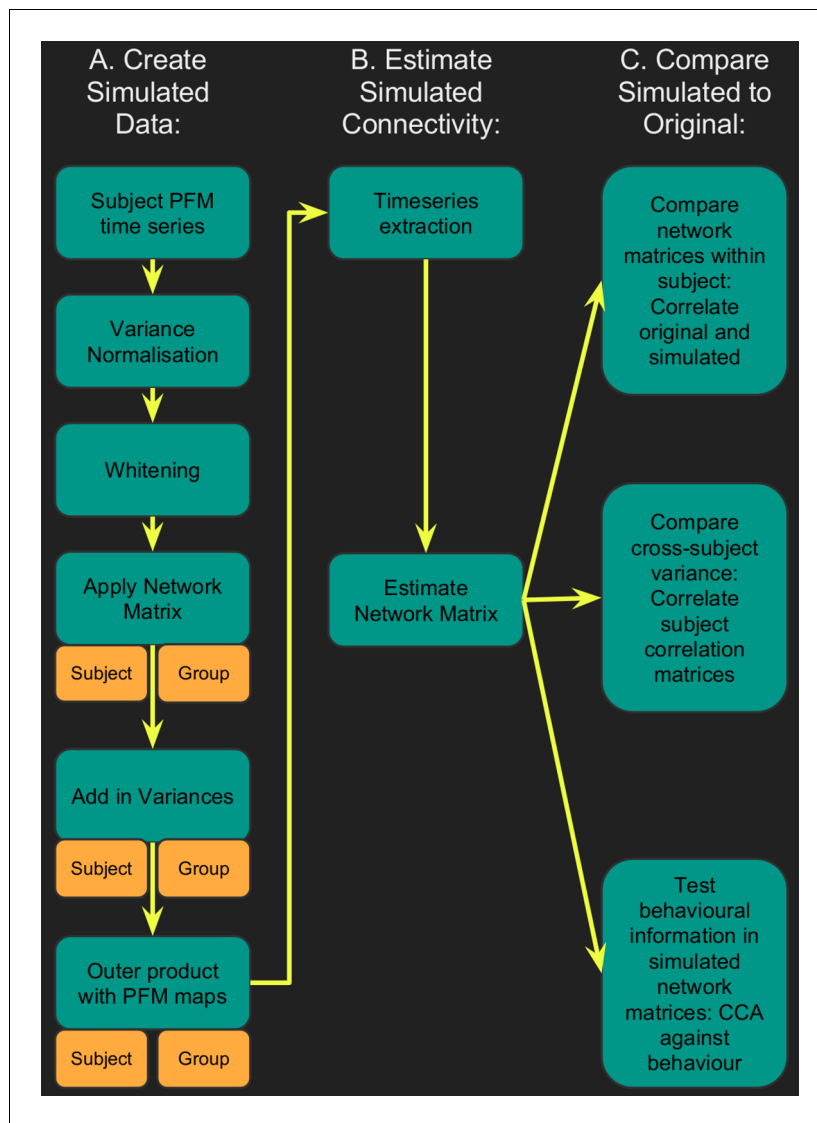 A. Create
Simulated
Data:
Subject PFM
time series
Variance
Normalisation
Whitening
Apply Network
Matrix
Subject
Group
Add in Variances
Subject
Group
Outer product
with PFM maps
Subject
Group
B. Estimate
Simulated
Connectivity:
Timeseries
extraction
Estimate
Network Matrix
C. Compare
Simulated to
Original:
Compare
network
matrices within
subject:
Correlate
original and
simulated
Compare
cross-subject
variance:
Correlate
subject
correlation
matrices
Test
behavioural
information in
simulated
network
matrices: CCA
against
behaviour